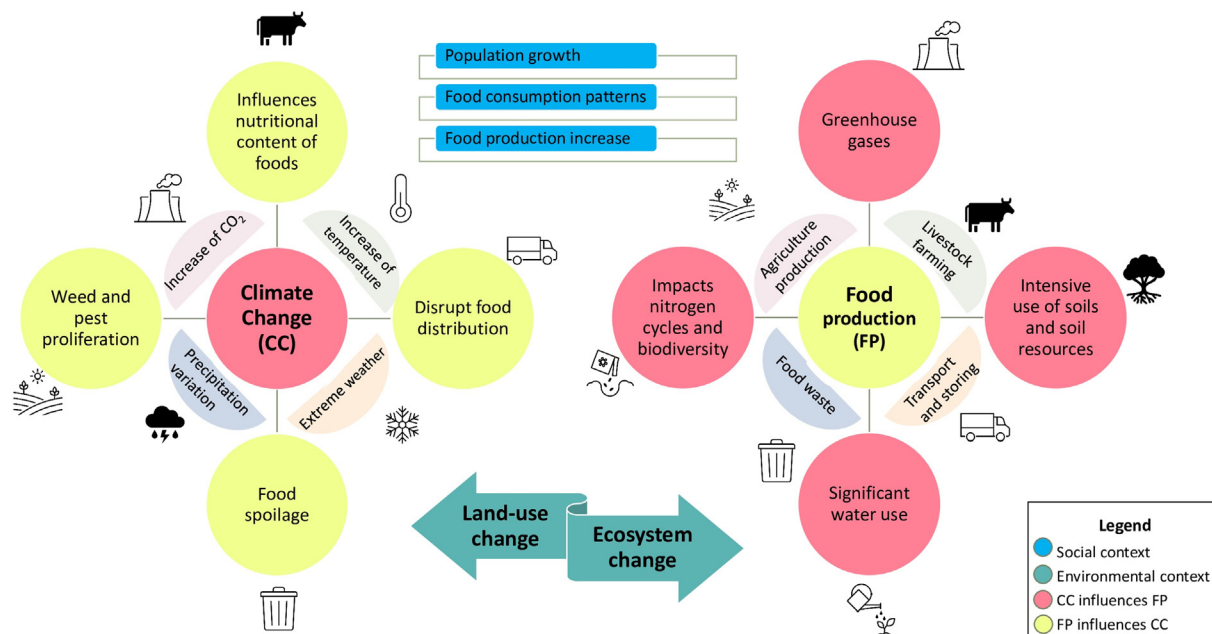 Population growth
Food consumption patterns
Food production increase
Influences
nutritional content of
foods
Increase of CO₂
Increase of
temperature
Weed and
pest
proliferation
Climate
Change
(CC)
Disrupt food
distribution
Precipitation
variation
Extreme weather
Food
spoilage
Greenhouse
gases
Agriculture
production
Livestock
farming
Impacts
nitrogen
cycles and
biodiversity
Food
production
(FP)
Intensive
use of soils
and soil
resources
Food waste
Transport
and storing
Significant
water use
Land-use
change
Ecosystem
change
Legend
Social context
Environmental context
CC influences FP
FP influences CC